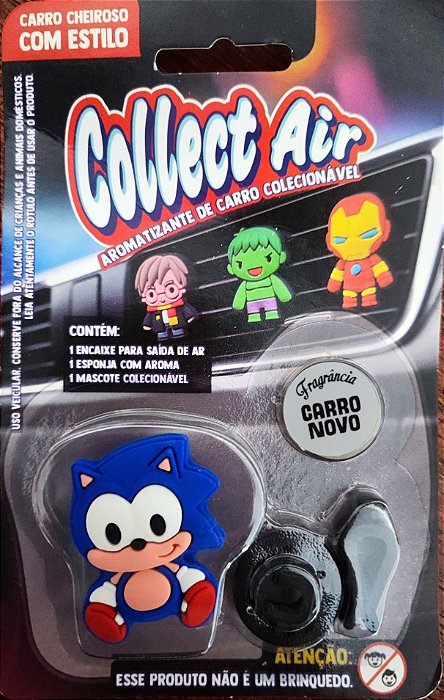 CARRO CHEIROSO
COM ESTILO
Collect Air
AROMATIZANTE DE CARRO COLECIONÁVEL
USO VEICULAR. CONSERVE FORA DO ALCANCE DE CRIANÇAS E ANIMAIS DOMÉSTICOS.
LEIA ATENTAMENTE O RÓTULO ANTES DE USAR O PRODUTO.
CONTÉM:
1 ENCAIXE PARA SAÍDA DE AR
1 ESPONJA COM AROMA
1 MASCOTE COLECIONÁVEL
Fragrância
CARRO
NOVO
ATENÇÃO:
ESSE PRODUTO NÃO É UM BRINQUEDO.